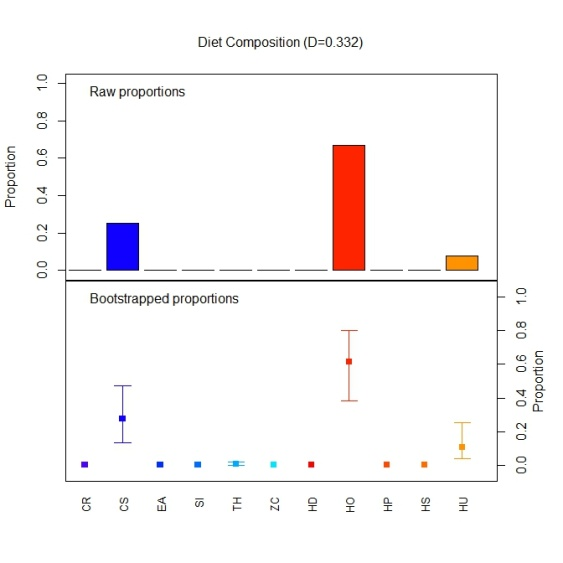 Diet Composition (D=0.332)
Raw proportions
Proportion
0.0 0.2 0.4 0.6 0.8 1.0
Bootstrapped proportions
Proportion
0.0 0.2 0.4 0.6 0.8 1.0
CR CS EA SI TH ZC HD HO HP HS HU